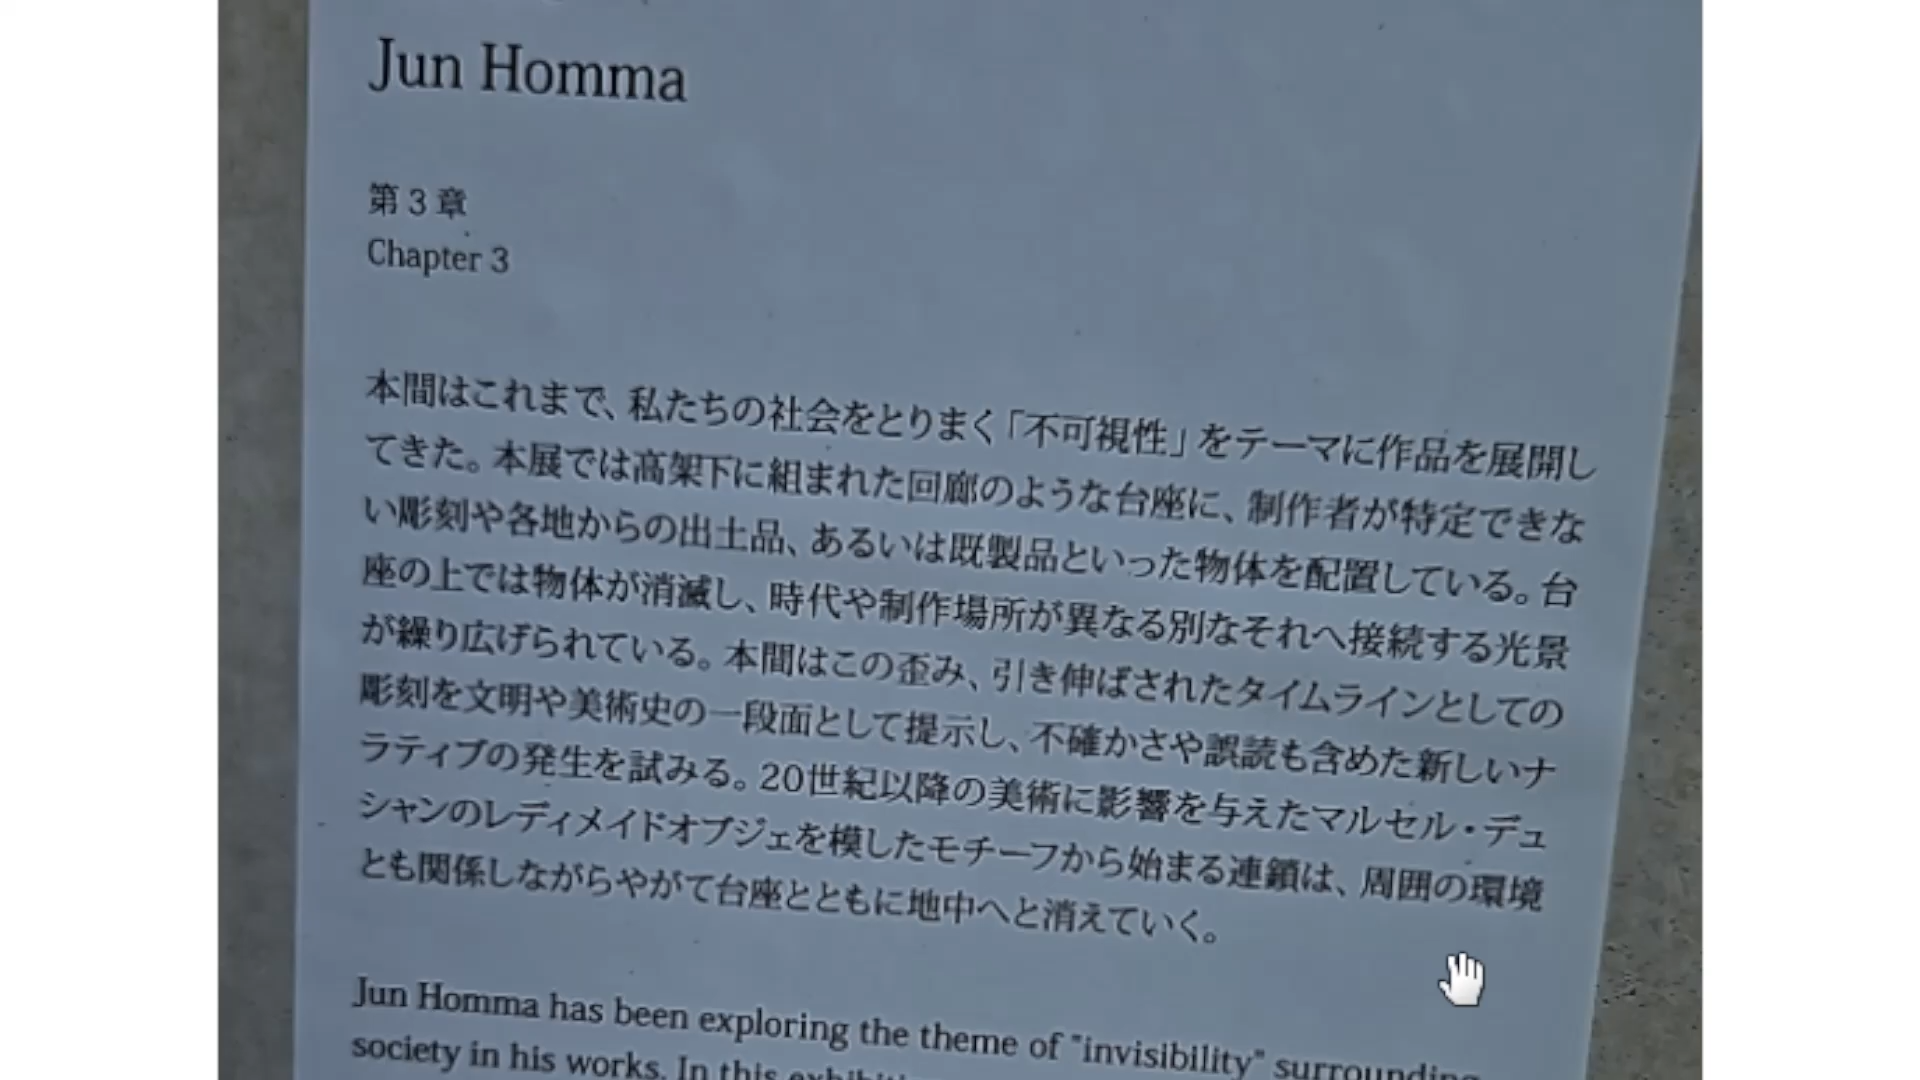 Jun Homma
第3章
Chapter 3
本間はこれまで、私たちの社会をとりまく「不可視性」をテーマに作品を展開し
てきた。本展では高架下に組まれた回廊のような台座に、制作者が特定できな
い彫刻や各地からの出土品、あるいは既製品といった物体を配置している。台
座の上では物体が消滅し、時代や制作場所が異なる別なそれへ接続する光景
が繰り広げられている。本間はこの歪み、引き伸ばされたタイムラインとしての
彫刻を文明や美術史の一段面として提示し、不確かさや誤読も含めた新しいナ
ラティブの発生を試みる。20世紀以降の美術に影響を与えたマルセル・デュ
シャンのレディメイドオブジェを模したモチーフから始まる連鎖は、周囲の環境
とも関係しながらやがて台座とともに地中へと消えていく。
Jun Homma has been exploring the theme of "invisibility" surrounding
society in his works. In this